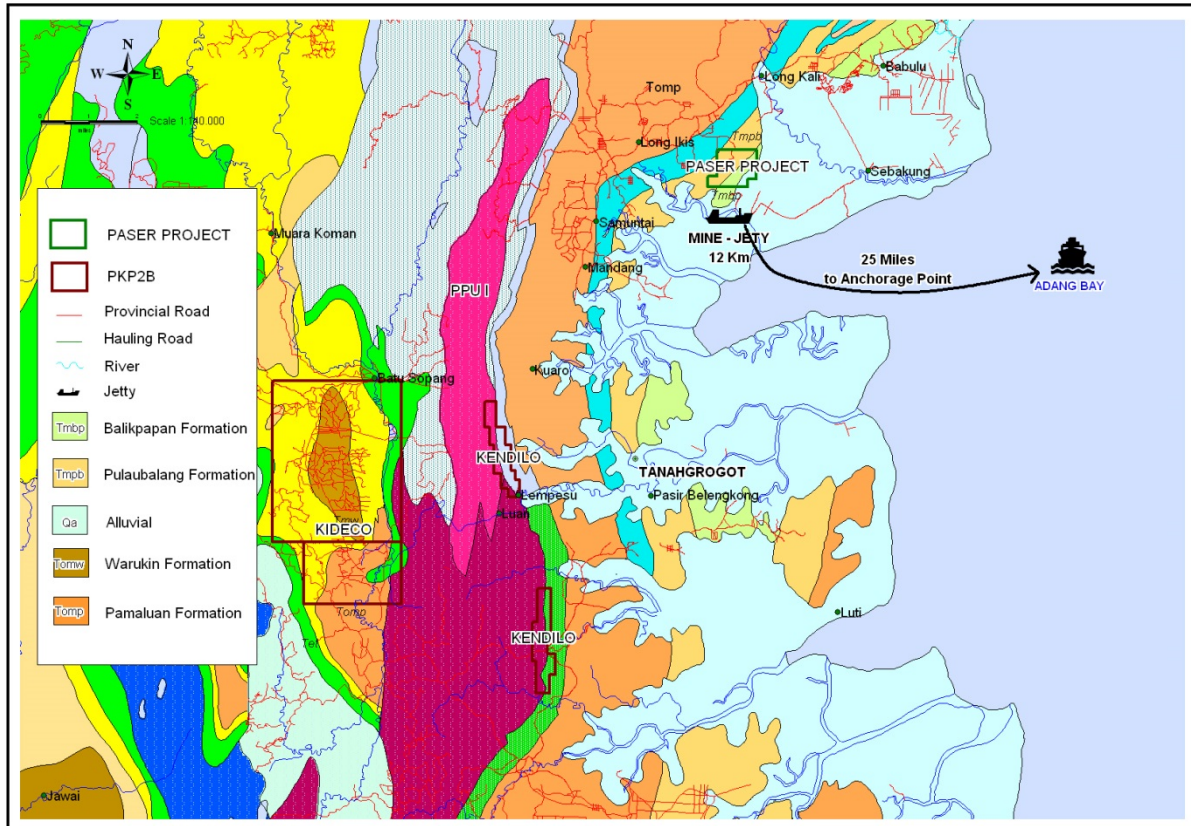 N
W
E
S
Scale 1:140.000
PASER PROJECT
PKP2B
Provincial Road
Hauling Road
River
Jetty
Tmbp
Balikpapan Formation
Tmpb
Pulaubalang Formation
Qa
Alluvial
Tomw
Warukin Formation
Tomp
Pamaluan Formation
Babulu
Long Kali
Tomp
Tmpb
Long Ikis
PASER PROJECT
Sebakung
Tmbp
Samuntai
MINE - JETY
12 Km
Muara Koman
Mandang
25 Miles
to Anchorage Point
ADANG BAY
PPU I
Kuaro
Batu Sopang
KENDILO
TANAHGROGOT
Lempesu
Pasir Belengkong
Luan
KIDECO
Tomp
Luti
KENDILO
Jawai